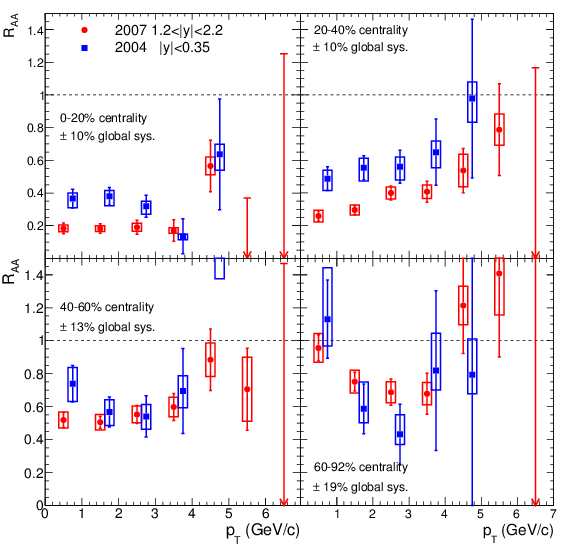 R_AA
1.4
1.2
1
0.8
0.6
0.4
0.2
2007 1.2<|y|<2.2
2004 |y|<0.35
0-20% centrality
± 10% global sys.
20-40% centrality
± 10% global sys.
R_AA
1.4
1.2
1
0.8
0.6
0.4
0.2
0
40-60% centrality
± 13% global sys.
60-92% centrality
± 19% global sys.
0 1 2 3 4 5 6
1 2 3 4 5 6 7
p_T (GeV/c)
p_T (GeV/c)